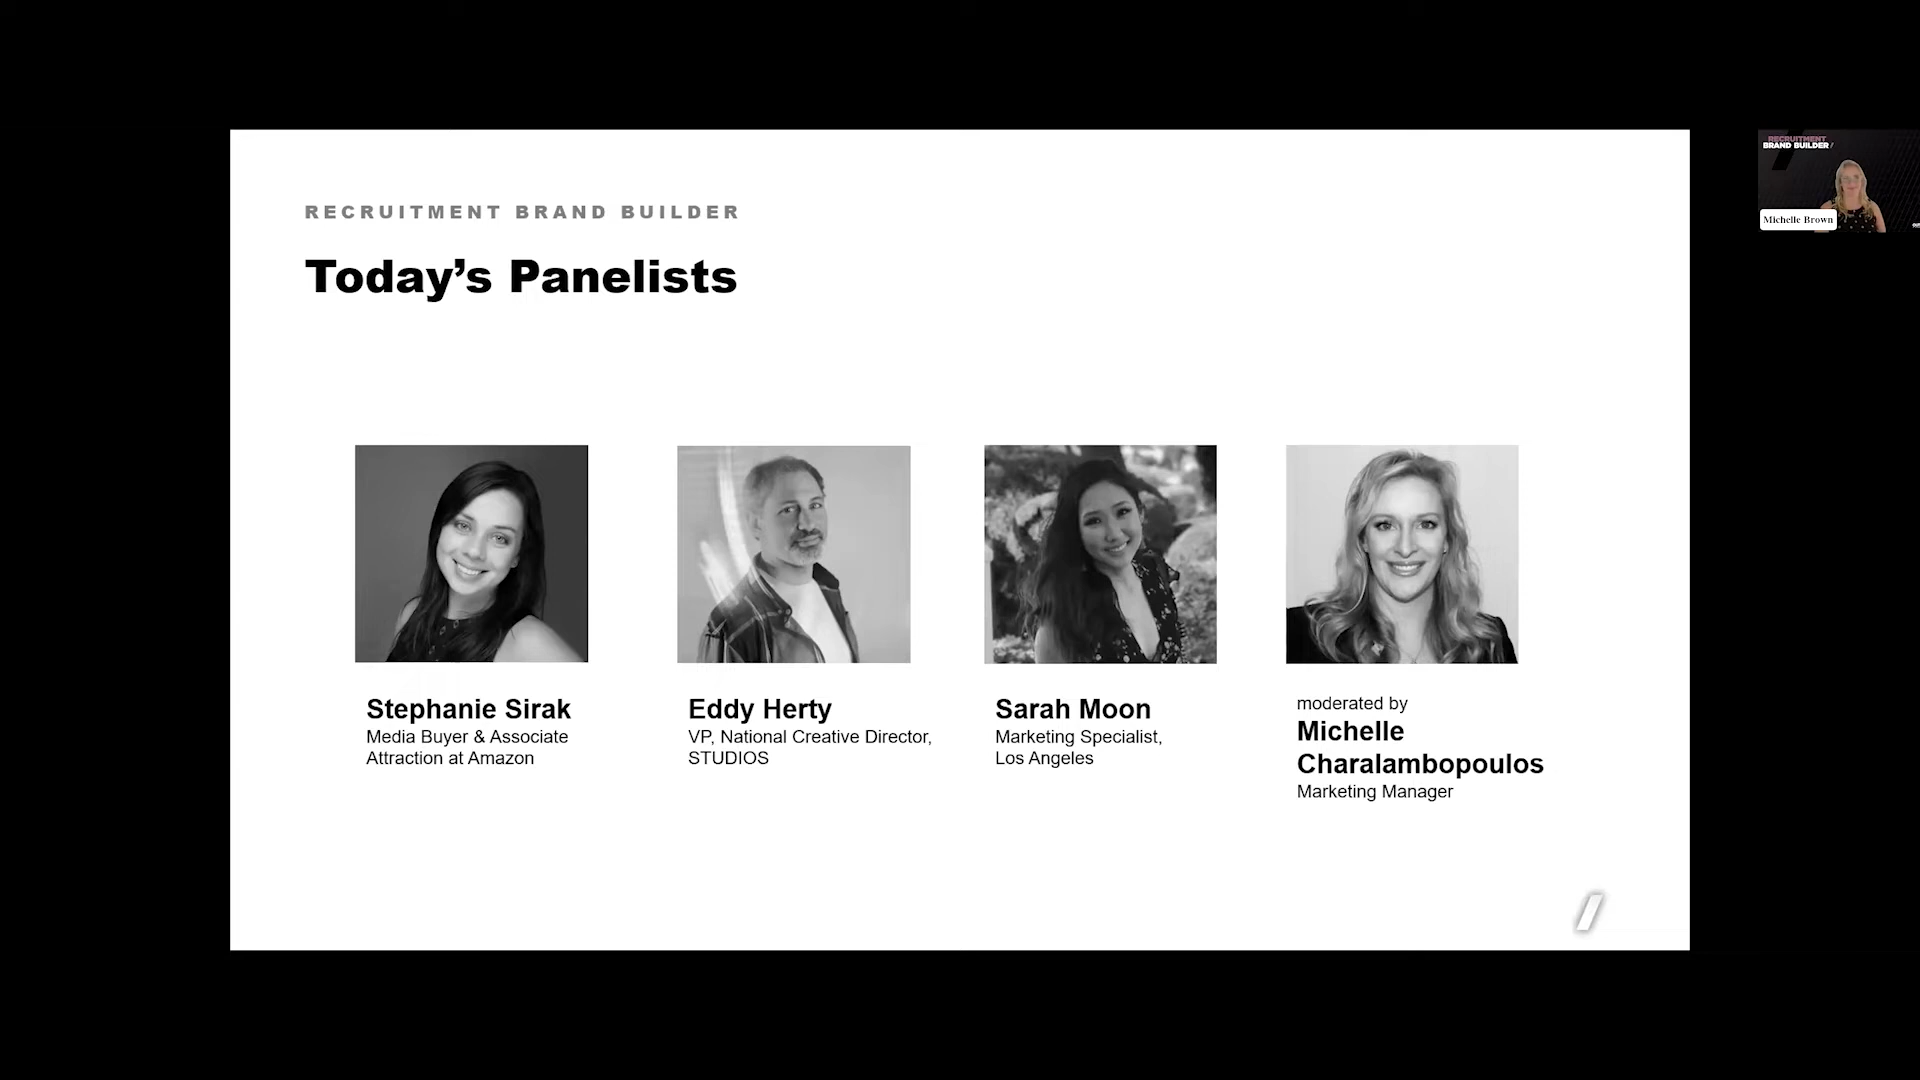 RECRUITMENT BRAND BUILDER
Today’s Panelists
Stephanie Sirak
Media Buyer & Associate
Attraction at Amazon
Eddy Herty
VP, National Creative Director,
STUDIOS
Sarah Moon
Marketing Specialist,
Los Angeles
moderated by
Michelle
Charalambopoulos
Marketing Manager
RECRUITMENT
BRAND BUILDER /
Michelle Brown